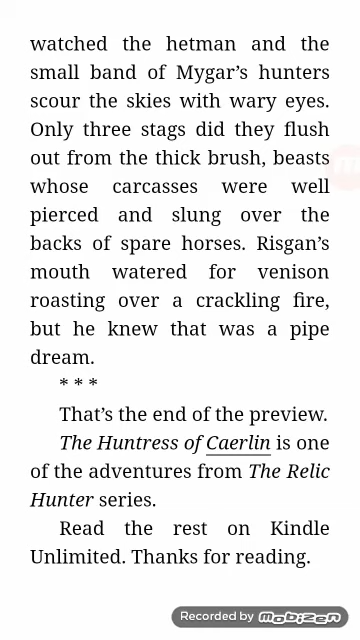 watched the hetman and the
small band of Mygar’s hunters
scour the skies with wary eyes.
Only three stags did they flush
out from the thick brush, beasts
whose carcasses were well
pierced and slung over the
backs of spare horses. Risgan’s
mouth watered for venison
roasting over a crackling fire,
but he knew that was a pipe
dream.
* * *
That’s the end of the preview.
The Huntress of Caerlin is one
of the adventures from The Relic
Hunter series.
Read the rest on Kindle
Unlimited. Thanks for reading.
Recorded by mobizen